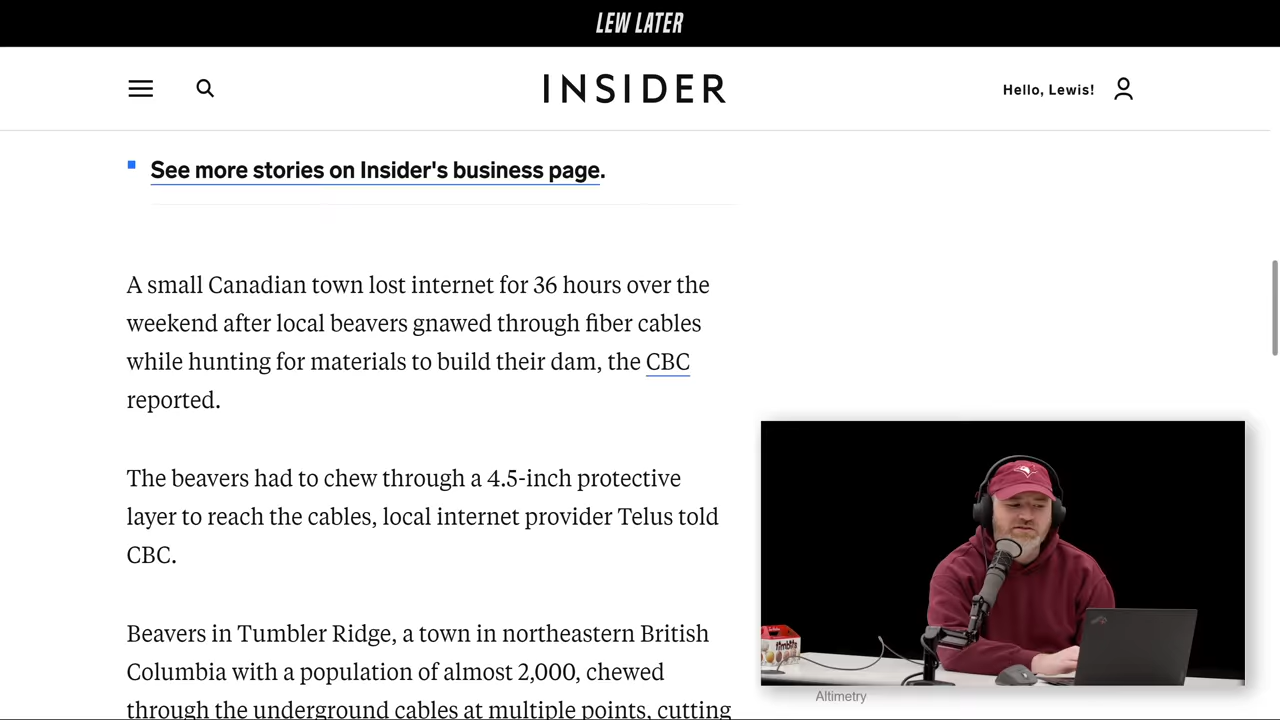 LEW LATER
INSIDER
Hello, Lewis!
See more stories on Insider's business page.
A small Canadian town lost internet for 36 hours over the
weekend after local beavers gnawed through fiber cables
while hunting for materials to build their dam, the CBC
reported.
The beavers had to chew through a 4.5-inch protective
layer to reach the cables, local internet provider Telus told
CBC.
Beavers in Tumbler Ridge, a town in northeastern British
Columbia with a population of almost 2,000, chewed
through the underground cables at multiple points, cutting
timbits
Altimetry